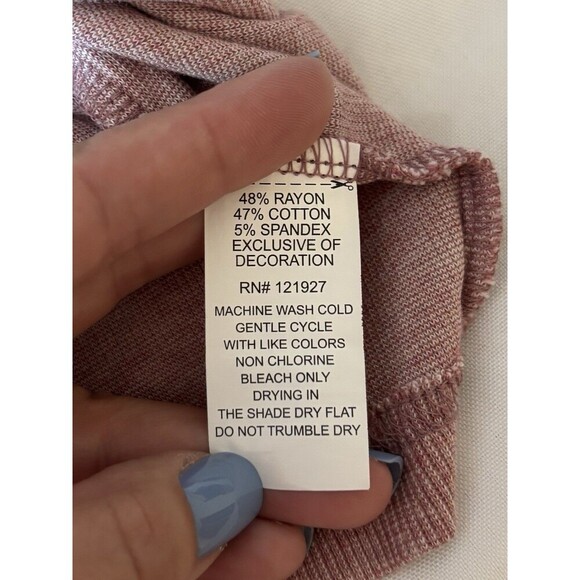 48% RAYON
47% COTTON
5% SPANDEX
EXCLUSIVE OF
DECORATION
RN# 121927
MACHINE WASH COLD
GENTLE CYCLE
WITH LIKE COLORS
NON CHLORINE
BLEACH ONLY
DRYING IN
THE SHADE DRY FLAT
DO NOT TRUMBLE DRY